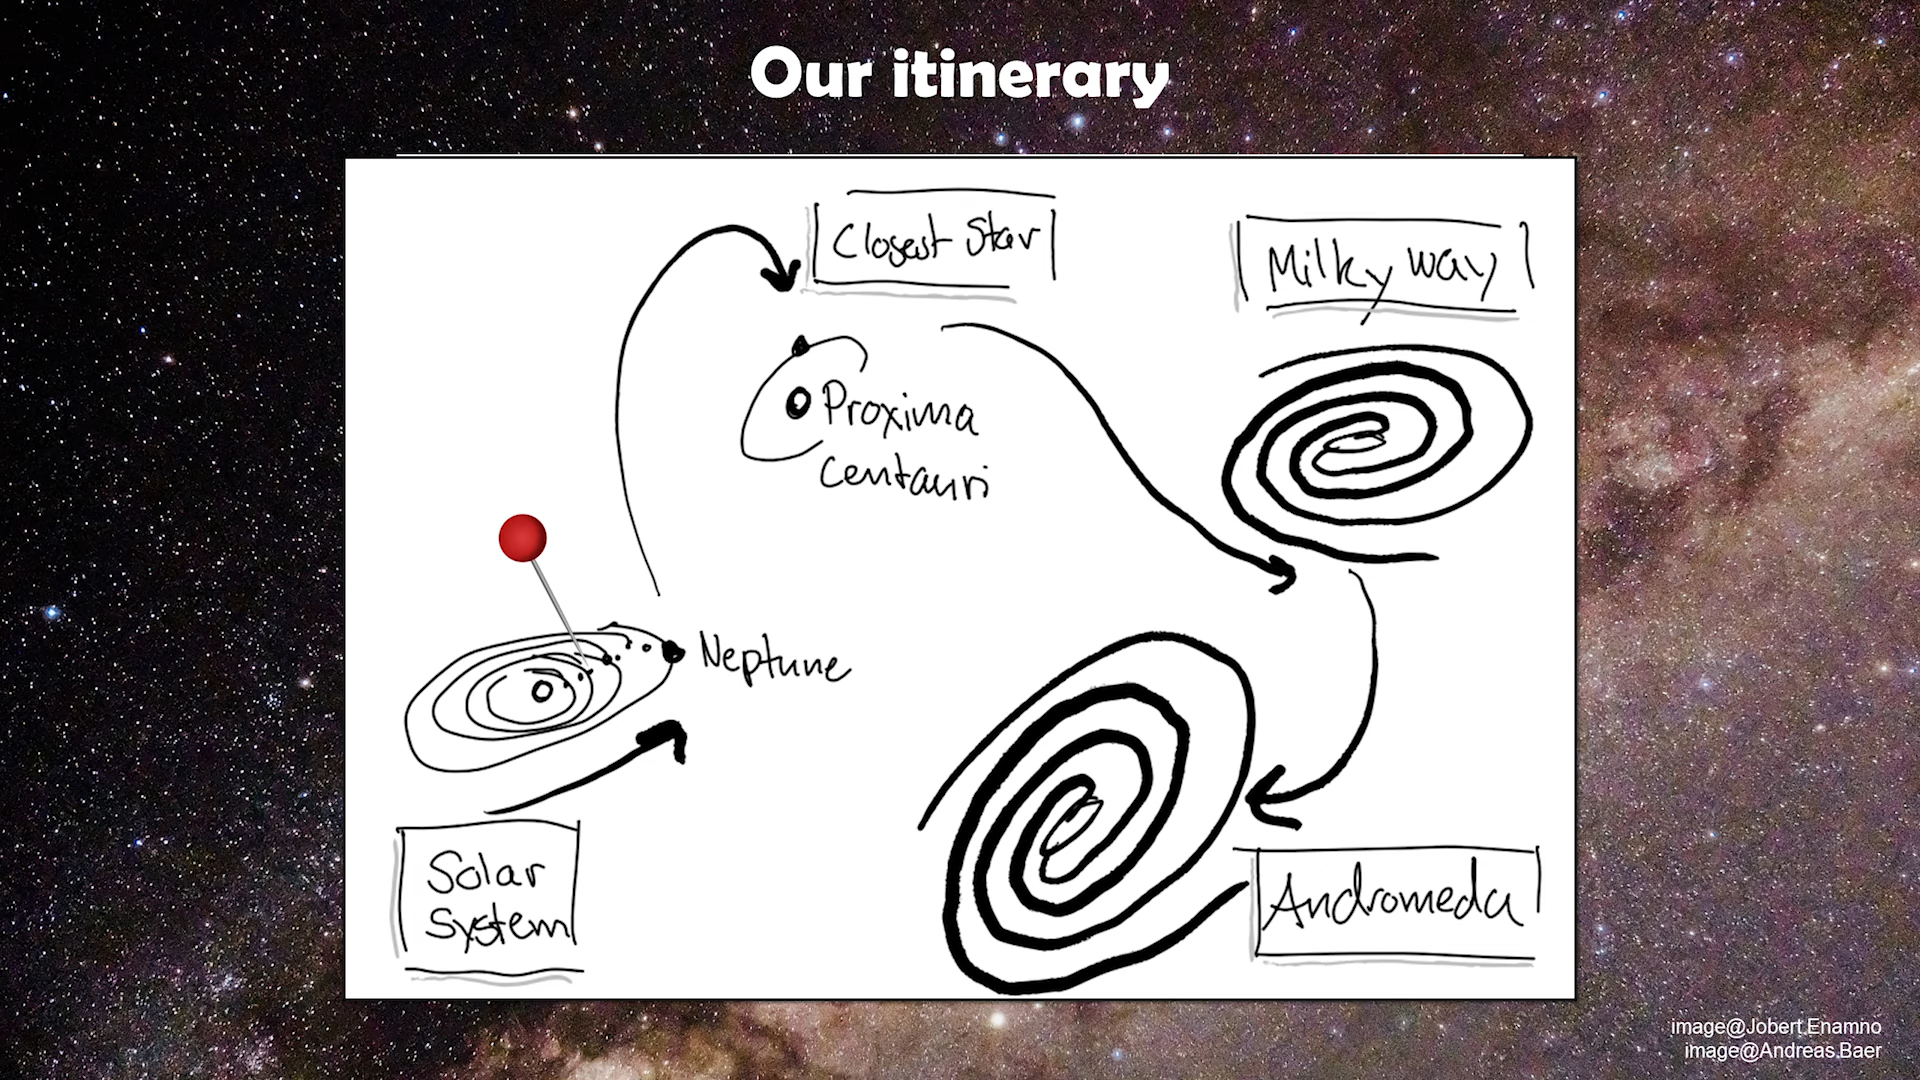 Our itinerary
Closest Star
Milky way
Proxima
Centauri
Neptune
Solar
System
Andromeda
image@Jobert.Enamno
image@Andreas.Baer